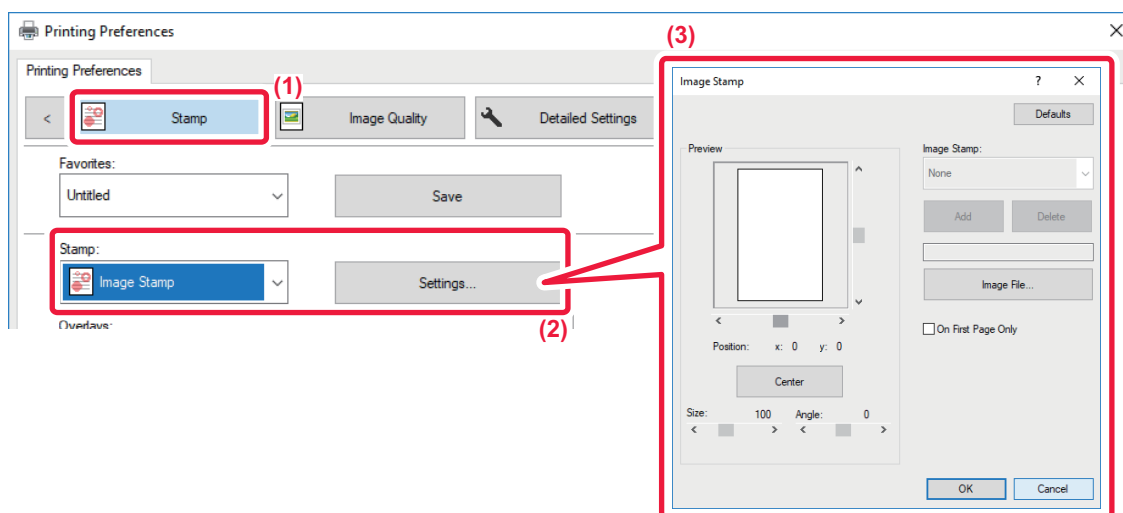 Printing Preferences
(3)
Printing Preferences
(1)
< Stamp Image Quality Detailed Settings
Favorites:
Untitled Save
Stamp:
Image Stamp Settings...
(2)
Overlays:
Image Stamp ? ×
Defaults
Preview
Image Stamp:
None
Add Delete
Image File...
On First Page Only
Position: x: 0 y: 0
Center
Size: 100 Angle: 0
OK Cancel